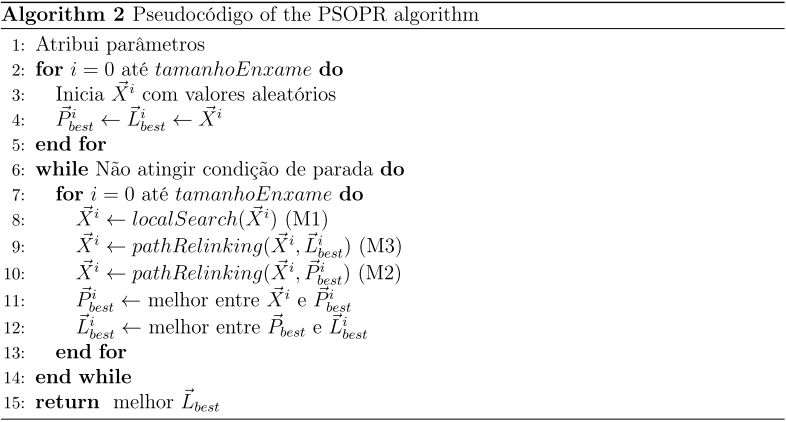 Algorithm 2 Pseudocódigo of the PSOPR algorithm
1: Atribui parâmetros
2: for $i = 0$ até $tamanhoEnxame$ do
3: Inicia $\vec{X}^i$ com valores aleatórios
4: $\vec{P}^i_{best} \leftarrow \vec{L}^i_{best} \leftarrow \vec{X}^i$
5: end for
6: while Não atingir condição de parada do
7: for $i = 0$ até $tamanhoEnxame$ do
8: $\vec{X}^i \leftarrow localSearch(\vec{X}^i)$ (M1)
9: $\vec{X}^i \leftarrow pathRelinking(\vec{X}^i, \vec{L}^i_{best})$ (M3)
10: $\vec{X}^i \leftarrow pathRelinking(\vec{X}^i, \vec{P}^i_{best})$ (M2)
11: $\vec{P}^i_{best} \leftarrow$ melhor entre $\vec{X}^i$ e $\vec{P}^i_{best}$
12: $\vec{L}^i_{best} \leftarrow$ melhor entre $\vec{P}_{best}$ e $\vec{L}^i_{best}$
13: end for
14: end while
15: return melhor $\vec{L}_{best}$